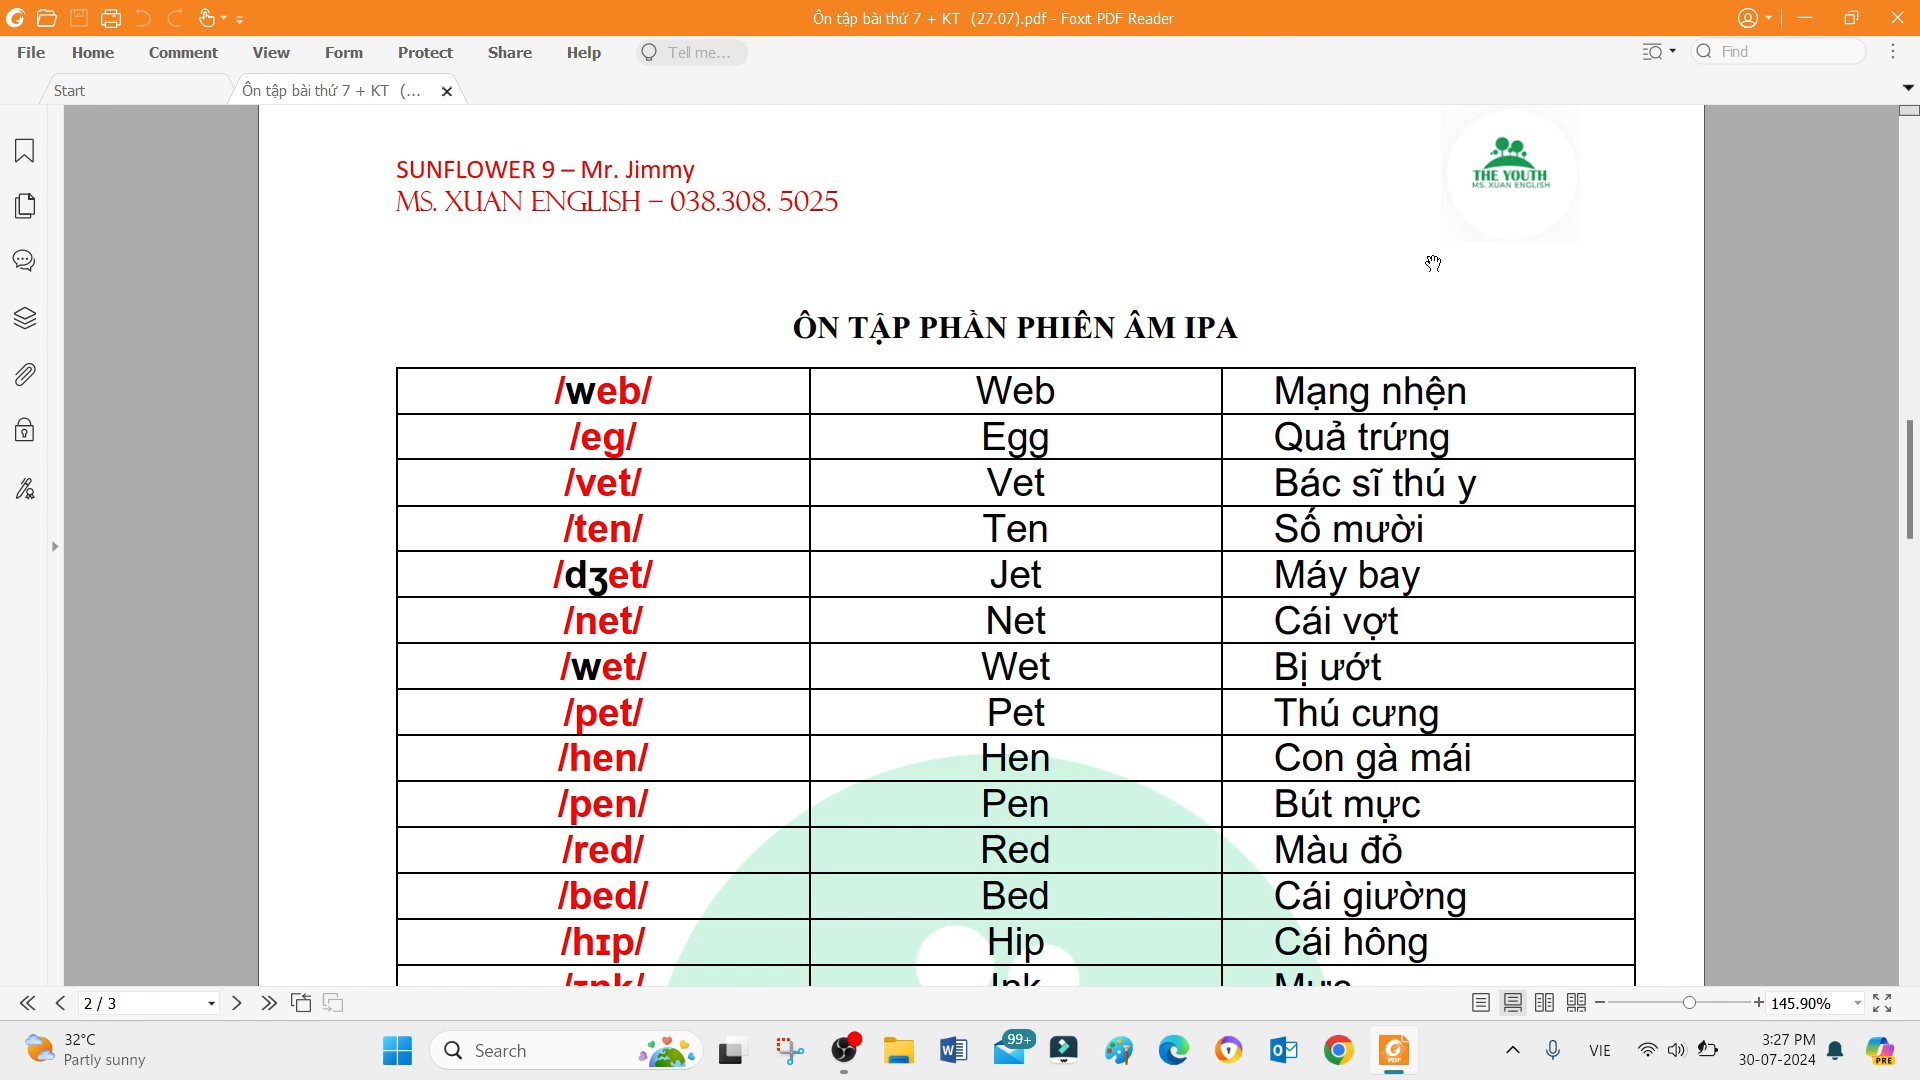 Ôn tập bài thứ 7 + KT (27.07).pdf - Foxit PDF Reader
File Home Comment View Form Protect Share Help Tell me... Find
Start Ôn tập bài thứ 7 + KT (...
SUNFLOWER 9 – Mr. Jimmy
MS. XUAN ENGLISH – 038.308. 5025
THE YOUTH
MS. XUAN ENGLISH
ÔN TẬP PHẦN PHIÊN ÂM IPA
/web/ Web Mạng nhện
/eg/ Egg Quả trứng
/vet/ Vet Bác sĩ thú y
/ten/ Ten Số mười
/dʒet/ Jet Máy bay
/net/ Net Cái vợt
/wet/ Wet Bị ướt
/pet/ Pet Thú cưng
/hen/ Hen Con gà mái
/pen/ Pen Bút mực
/red/ Red Màu đỏ
/bed/ Bed Cái giường
/hɪp/ Hip Cái hông
/ɪnk/ Ink Mực
2 / 3 145.90%
32°C
Partly sunny
Search
99+
VIE
3:27 PM
30-07-2024
PRE